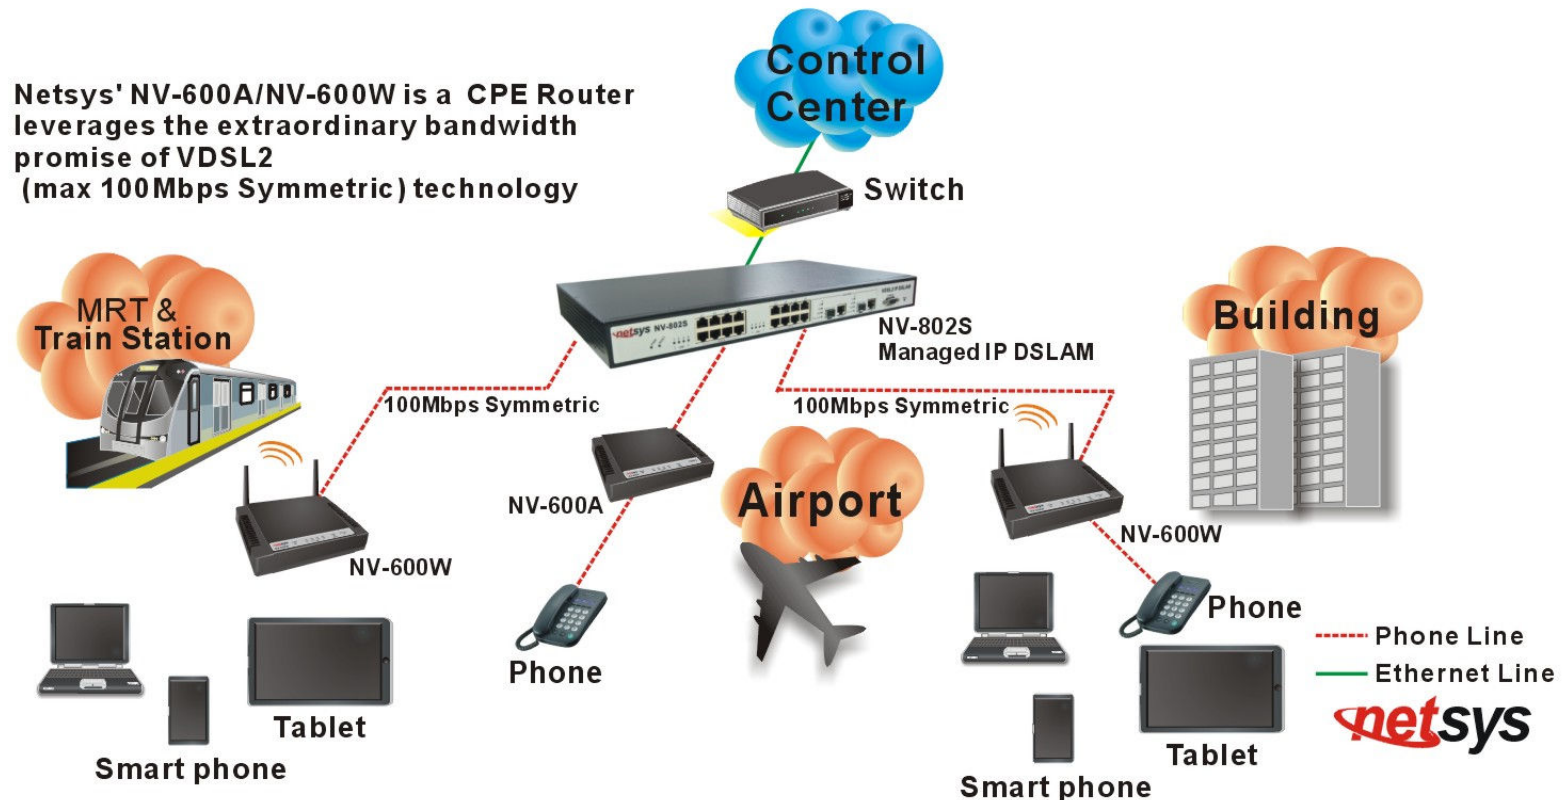 Netsys' NV-600A/NV-600W is a CPE Router
leverages the extraordinary bandwidth
promise of VDSL2
(max 100Mbps Symmetric) technology
Control
Center
Switch
MRT &
Train Station
netsys NV-802S
VDSL2 IP DSLAM
NV-802S
Managed IP DSLAM
Building
100Mbps Symmetric
100Mbps Symmetric
NV-600A
Airport
NV-600W
NV-600W
Phone
Phone
Tablet
Smart phone
Tablet
Smart phone
Phone Line
Ethernet Line
netsys